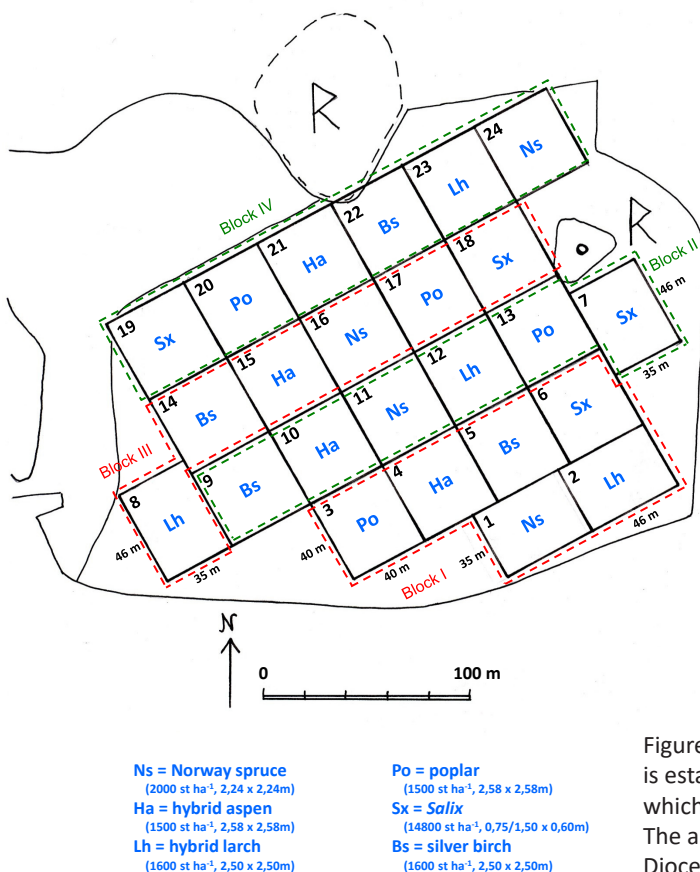 R
24
Ns
23
Lh
Block IV
22
Bs
R
21
Ha
18
Sx
Block II
20
Po
17
Po
46 m
19
Sx
16
Ns
13
Po
7
Sx
15
Ha
12
Lh
35 m
14
Bs
11
Ns
6
Sx
Block III
10
Ha
5
Bs
9
Bs
4
Ha
2
Lh
8
Lh
3
Po
1
Ns
46 m
35 m
40 m
40 m
Block I
35 m
46 m
N
0 100 m
Ns = Norway spruce
(2000 st ha-1, 2,24 x 2,24m)
Ha = hybrid aspen
(1500 st ha-1, 2,58 x 2,58m)
Lh = hybrid larch
(1600 st ha-1, 2,50 x 2,50m)
Po = poplar
(1500 st ha-1, 2,58 x 2,58m)
Sx = Salix
(14800 st ha-1, 0,75/1,50 x 0,60m)
Bs = silver birch
(1600 st ha-1, 2,50 x 2,50m)
Figure
is esta
which
The a
Dioce